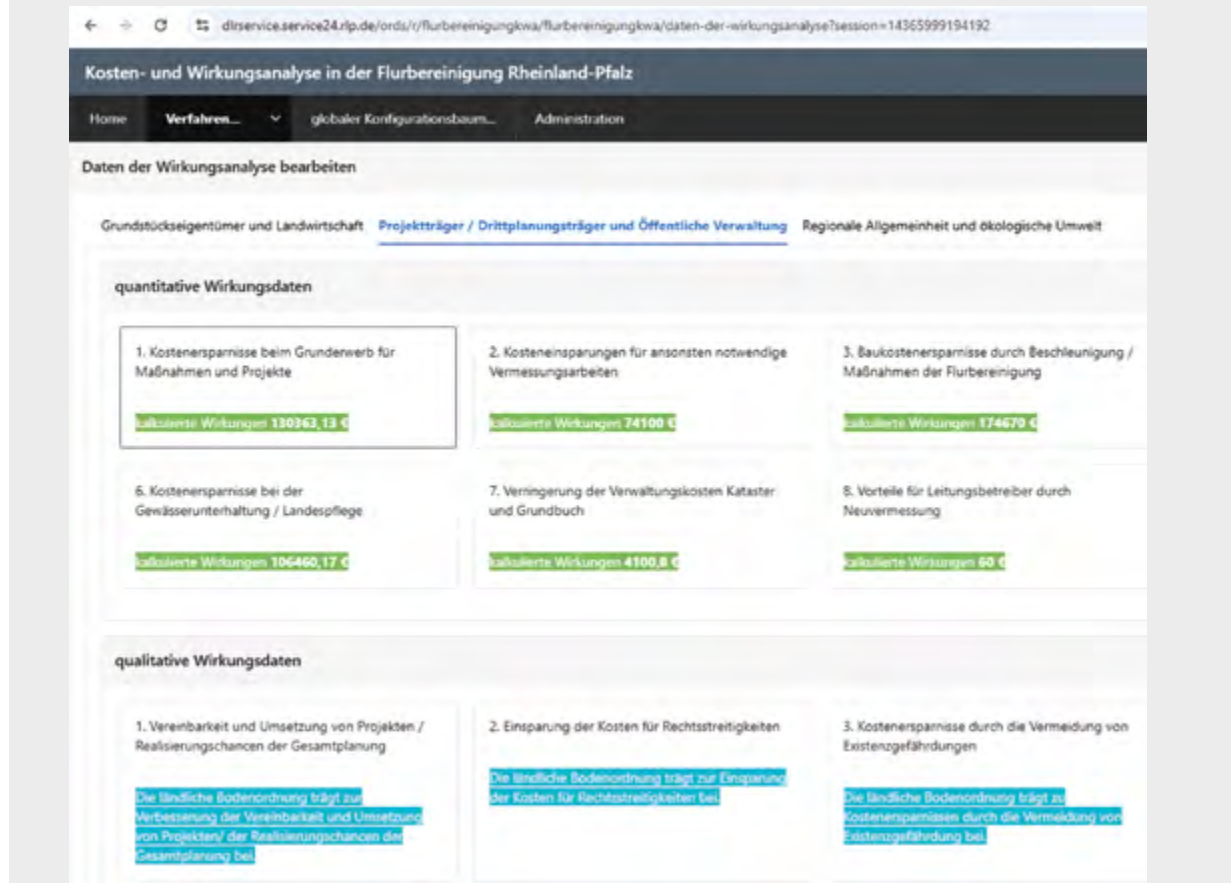 dlrservice.service24.rlp.de/ords/r/flurbereinigungkwa/flurbereinigungkwa/daten-der-wirkungsanalyse?session=14365999194192
Kosten- und Wirkungsanalyse in der Flurbereinigung Rheinland-Pfalz
Home Verfahren... globaler Konfigurationsbaum... Administration
Daten der Wirkungsanalyse bearbeiten
Grundstückseigentümer und Landwirtschaft Projektträger / Drittplanungsträger und Öffentliche Verwaltung Regionale Allgemeinheit und ökologische Umwelt
quantitative Wirkungsdaten
1. Kostenersparnisse beim Grunderwerb für
Maßnahmen und Projekte
kalkulierte Wirkungen 130363,13 €
2. Kosteneinsparungen für ansonsten notwendige
Vermessungsarbeiten
kalkulierte Wirkungen 74100 €
3. Baukostenersparnisse durch Beschleunigung /
Maßnahmen der Flurbereinigung
kalkulierte Wirkungen 174670 €
6. Kostenersparnisse bei der
Gewässerunterhaltung / Landespflege
kalkulierte Wirkungen 106460,17 €
7. Verringerung der Verwaltungskosten Kataster
und Grundbuch
kalkulierte Wirkungen 4100,8 €
8. Vorteile für Leitungsbetreiber durch
Neuvermessung
kalkulierte Wirkungen 60 €
qualitative Wirkungsdaten
1. Vereinbarkeit und Umsetzung von Projekten /
Realisierungschancen der Gesamtplanung
Die ländliche Bodenordnung trägt zur
Verbesserung der Vereinbarkeit und Umsetzung
von Projekten/ der Realisierungschancen der
Gesamtplanung bei.
2. Einsparung der Kosten für Rechtsstreitigkeiten
Die ländliche Bodenordnung trägt zur Einsparung
der Kosten für Rechtsstreitigkeiten bei.
3. Kostenersparnisse durch die Vermeidung von
Existenzgefährdungen
Die ländliche Bodenordnung trägt zu
Kostenersparnissen durch die Vermeidung von
Existenzgefährdung bei.